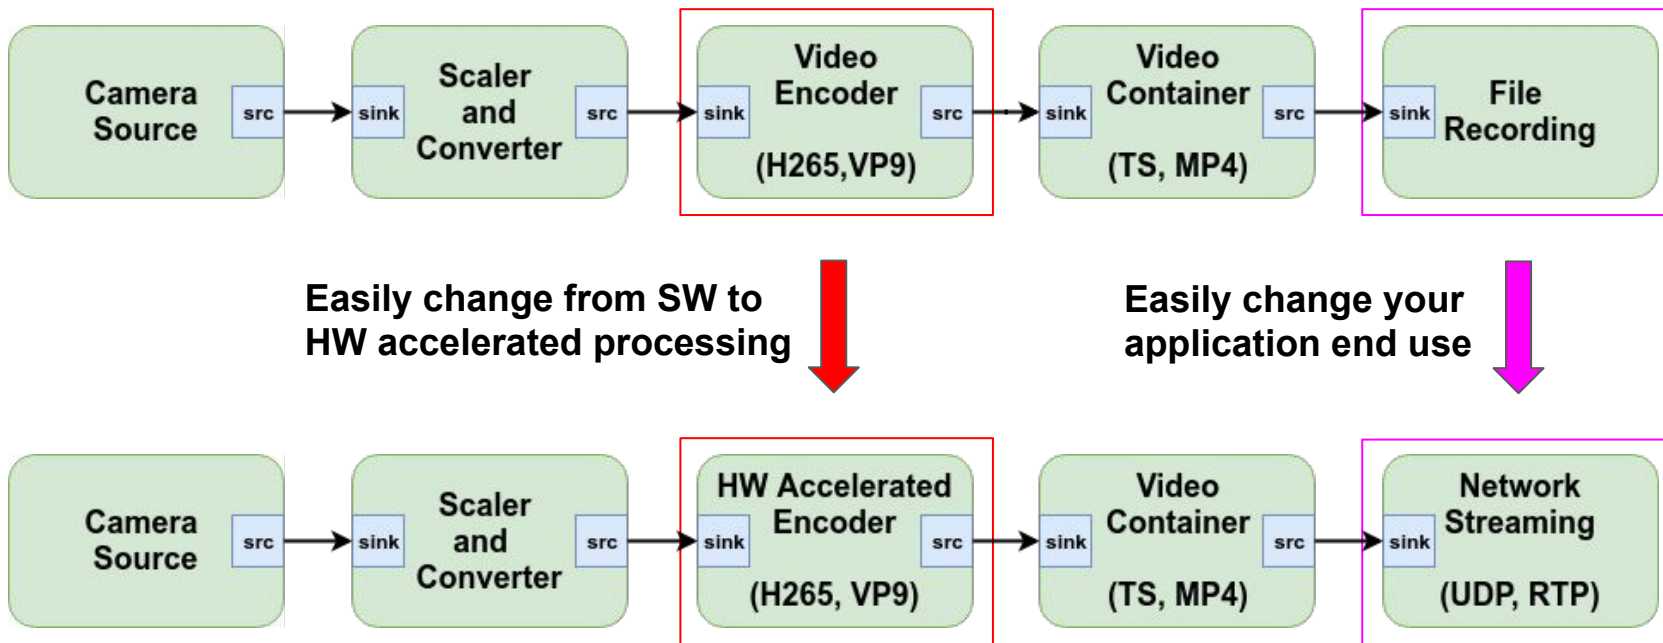 Camera
Source
src
sink
Scaler
and
Converter
src
sink
Video
Encoder
(H265,VP9)
src
sink
Video
Container
(TS, MP4)
src
sink
File
Recording
Easily change from SW to
HW accelerated processing
Easily change your
application end use
Camera
Source
src
sink
Scaler
and
Converter
src
sink
HW Accelerated
Encoder
(H265, VP9)
src
sink
Video
Container
(TS, MP4)
src
sink
Network
Streaming
(UDP, RTP)